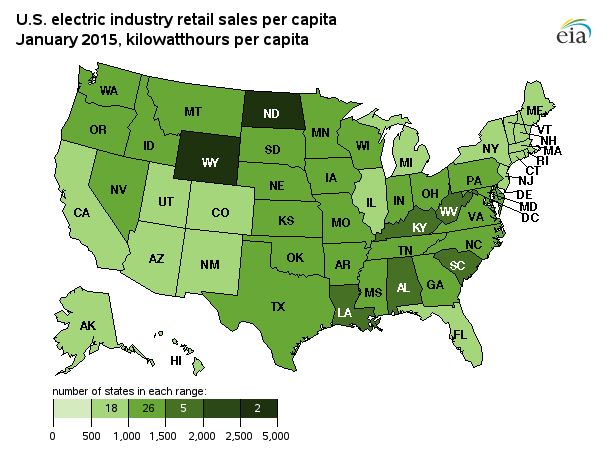 U.S. electric industry retail sales per capita
January 2015, kilowatthours per capita
eia
WA
MT
ND
MN
ME
OR
ID
WY
SD
WI
MI
NY
VT
NH
MA
RI
CT
NJ
NV
UT
CO
NE
IA
IL
IN
OH
PA
DE
MD
DC
CA
KS
MO
KY
WV
VA
AZ
NM
OK
AR
TN
NC
SC
TX
LA
MS
AL
GA
FL
AK
HI
number of states in each range:
18 26 5 2
0 500 1,000 1,500 2,000 2,500 5,000